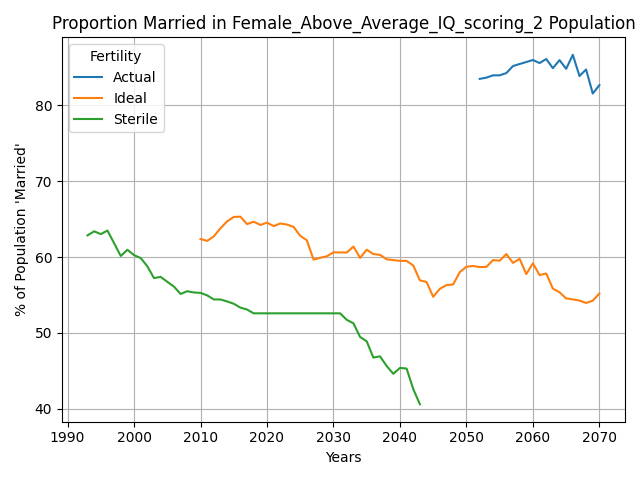 Proportion Married in Female_Above_Average_IQ_scoring_2 Population
Fertility
Actual
Ideal
Sterile
% of Population 'Married'
80
70
60
50
40
1990 2000 2010 2020 2030 2040 2050 2060 2070
Years